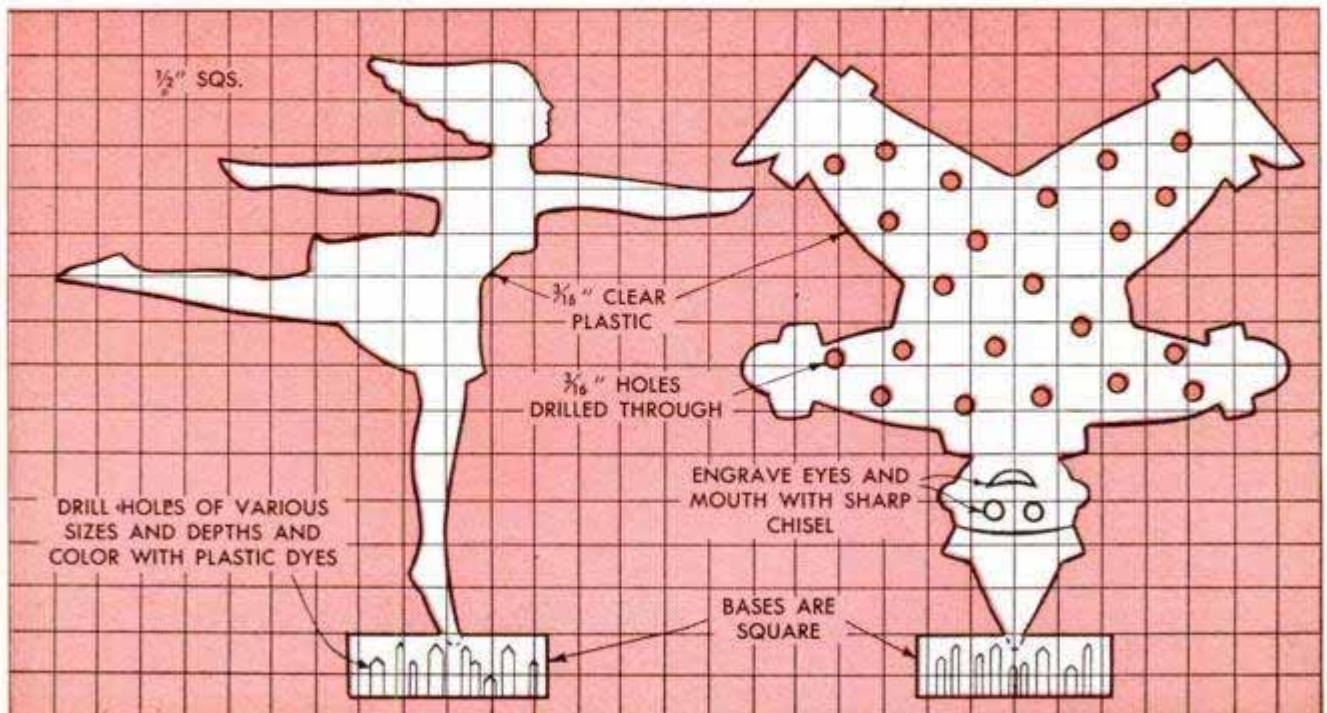 ½" SQS.
³⁄₁₆" CLEAR
PLASTIC
³⁄₁₆" HOLES
DRILLED THROUGH
ENGRAVE EYES AND
MOUTH WITH SHARP
CHISEL
DRILL HOLES OF VARIOUS
SIZES AND DEPTHS AND
COLOR WITH PLASTIC DYES
BASES ARE
SQUARE